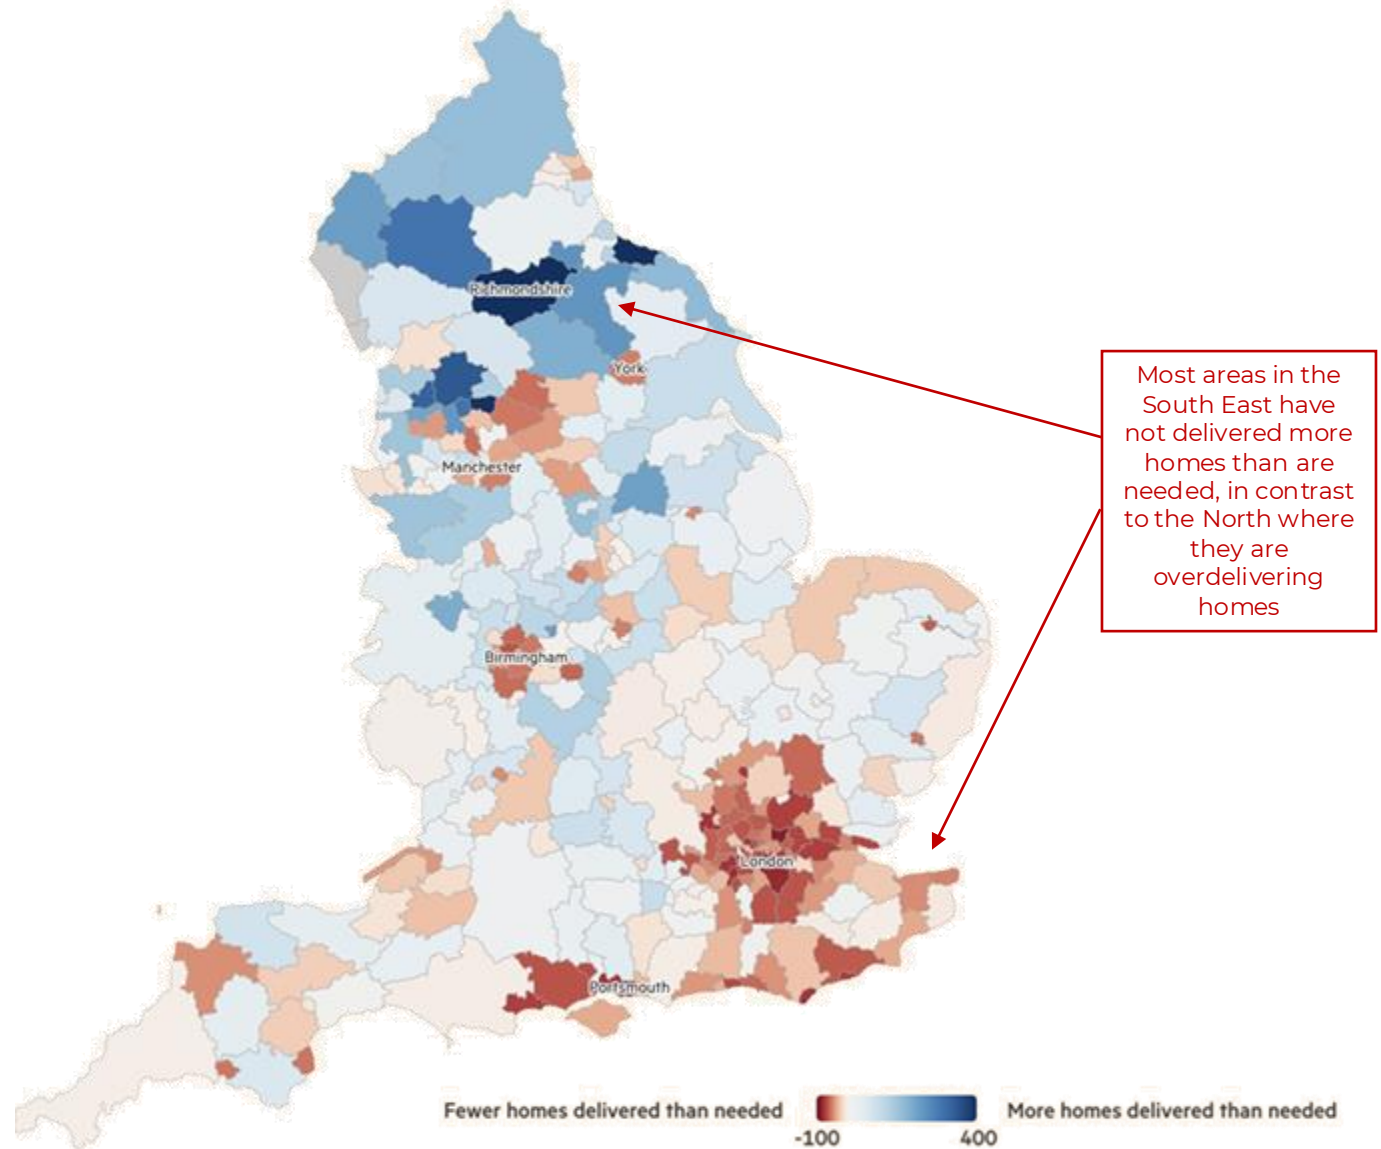 Richmondshire
York
Manchester
Birmingham
London
Portsmouth
Most areas in the
South East have
not delivered more
homes than are
needed, in contrast
to the North where
they are
overdelivering
homes
Fewer homes delivered than needed
More homes delivered than needed
-100
400